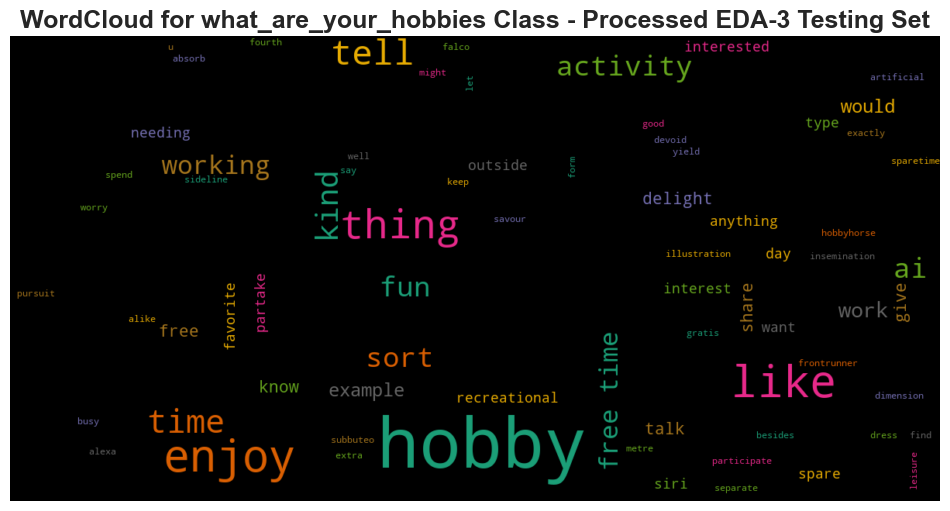 WordCloud for what_are_your_hobbies Class - Processed EDA-3 Testing Set
u
fourth
tell
falco
interested
absorb
might
let
activity
artificial
would
needing
good
type
exactly
devoid
yield
working
well
say
outside
form
sparetime
spend
sideline
keep
kind
delight
worry
thing
savour
anything
hobbyhorse
illustration
day
insemination
ai
pursuit
favorite
partake
fun
interest
share
give
work
alike
free
want
gratis
sort
free time
frontrunner
know
example
recreational
like
dimension
busy
time
hobby
talk
besides
dress
find
alexa
enjoy
subbuteo
extra
metre
participate
leisure
siri
spare
separate